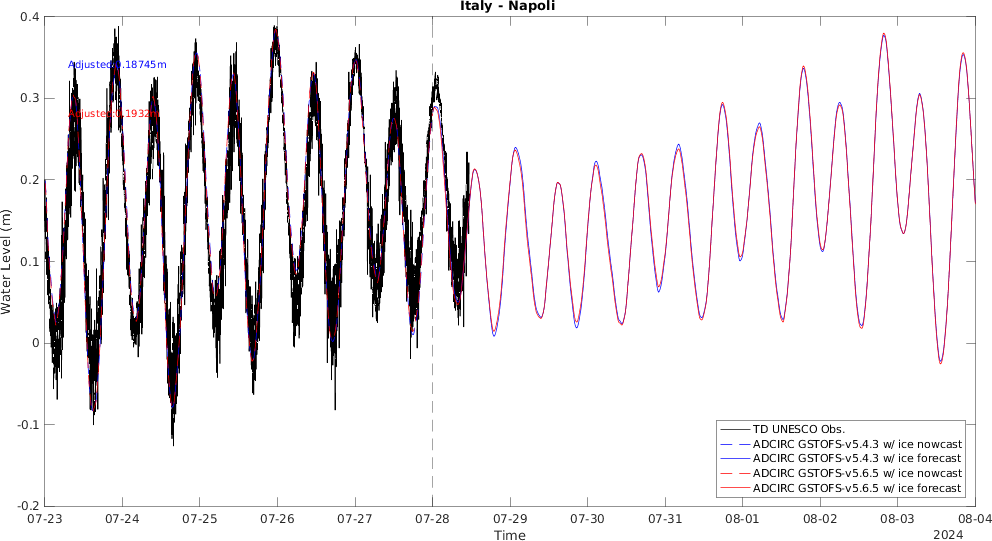 Italy - Napoli
0.4
0.3
0.2
0.1
0
-0.1
-0.2
Water Level (m)
Adjusted:0.18745m
Adjusted:0.1932m
TD UNESCO Obs.
ADCIRC GSTOFS-v5.4.3 w/ ice nowcast
ADCIRC GSTOFS-v5.4.3 w/ ice forecast
ADCIRC GSTOFS-v5.6.5 w/ ice nowcast
ADCIRC GSTOFS-v5.6.5 w/ ice forecast
07-23 07-24 07-25 07-26 07-27 07-28 07-29 07-30 07-31 08-01 08-02 08-03 08-04
Time
2024